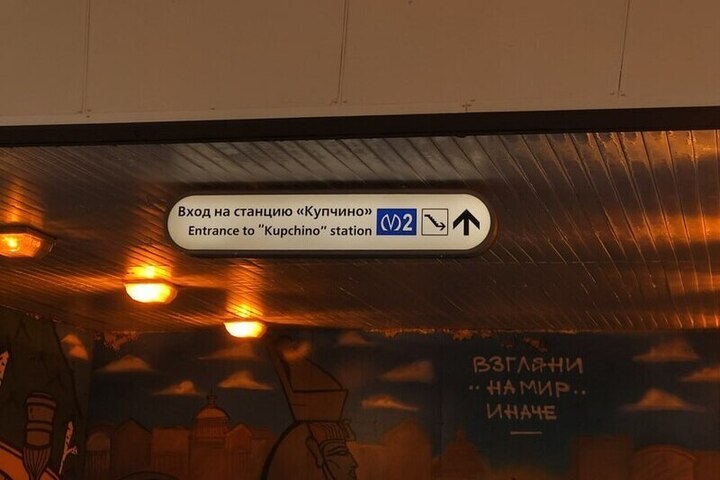 Вход на станцию «Купчино»
Entrance to "Kupchino" station
M2
ВЗГЛЯНИ
..НА МИР..
ИНАЧЕ